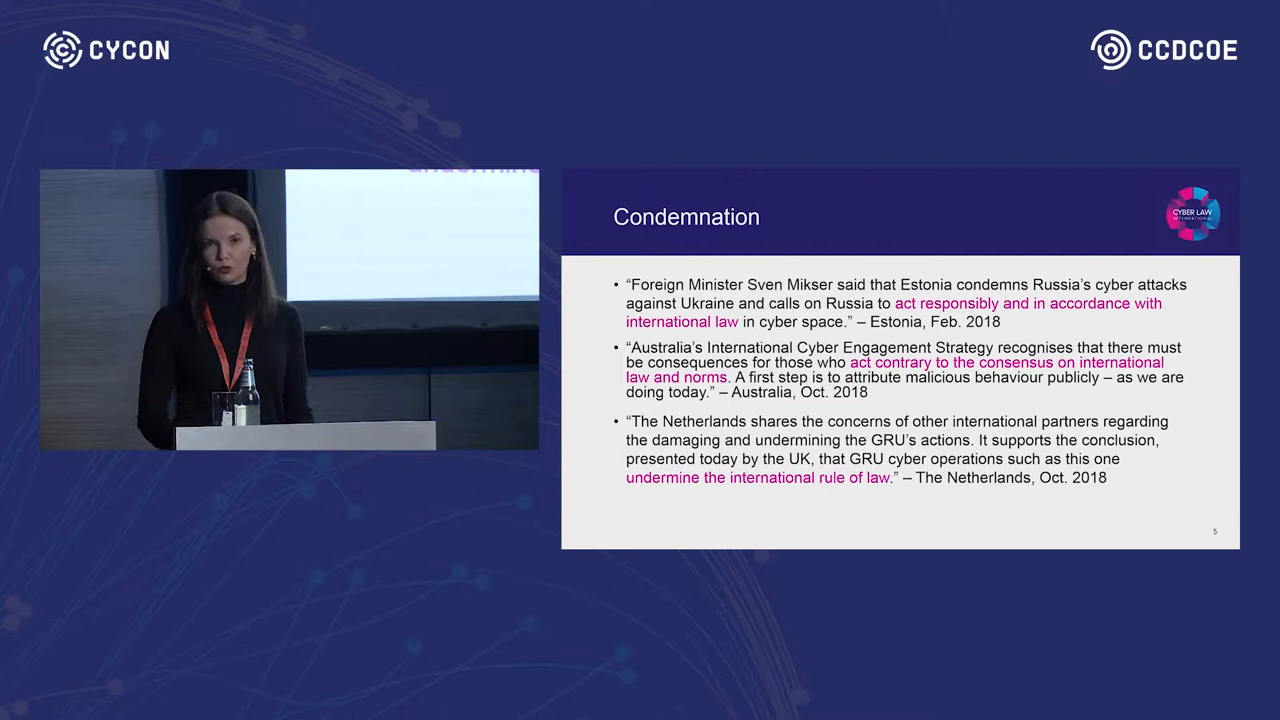 CYCON
CCDCOE
undermine
Condemnation
CYBER LAW
INTERNATIONAL
• “Foreign Minister Sven Mikser said that Estonia condemns Russia’s cyber attacks
against Ukraine and calls on Russia to act responsibly and in accordance with
international law in cyber space.” – Estonia, Feb. 2018
• “Australia’s International Cyber Engagement Strategy recognises that there must
be consequences for those who act contrary to the consensus on international
law and norms. A first step is to attribute malicious behaviour publicly – as we are
doing today.” – Australia, Oct. 2018
• “The Netherlands shares the concerns of other international partners regarding
the damaging and undermining the GRU’s actions. It supports the conclusion,
presented today by the UK, that GRU cyber operations such as this one
undermine the international rule of law.” – The Netherlands, Oct. 2018
5